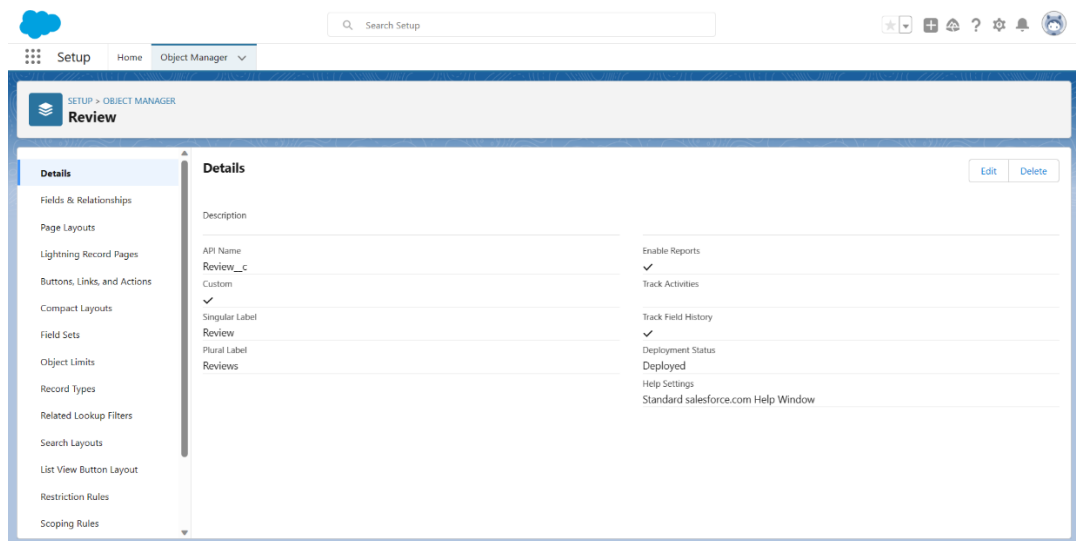 Search Setup
Setup
Home
Object Manager
SETUP > OBJECT MANAGER
Review
Details
Fields & Relationships
Page Layouts
Lightning Record Pages
Buttons, Links, and Actions
Compact Layouts
Field Sets
Object Limits
Record Types
Related Lookup Filters
Search Layouts
List View Button Layout
Restriction Rules
Scoping Rules
Details
Edit
Delete
Description
API Name
Review__c
Custom
Singular Label
Review
Plural Label
Reviews
Enable Reports
Track Activities
Track Field History
Deployment Status
Deployed
Help Settings
Standard salesforce.com Help Window